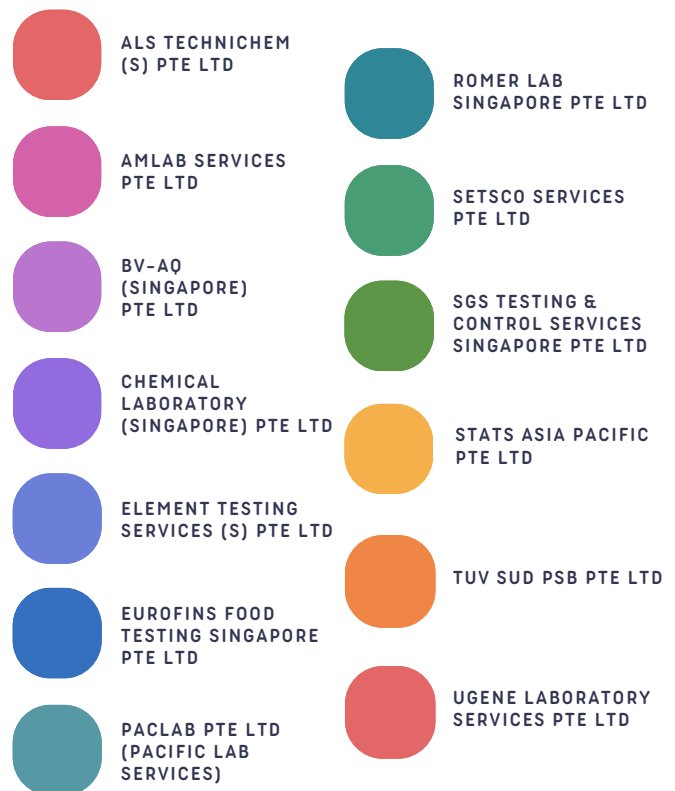 ALS TECHNICHEM
(S) PTE LTD
AMLAB SERVICES
PTE LTD
BV-AQ
(SINGAPORE)
PTE LTD
CHEMICAL
LABORATORY
(SINGAPORE) PTE LTD
ELEMENT TESTING
SERVICES (S) PTE LTD
EUROFINS FOOD
TESTING SINGAPORE
PTE LTD
PACLAB PTE LTD
(PACIFIC LAB
SERVICES)
ROMER LAB
SINGAPORE PTE LTD
SETSCO SERVICES
PTE LTD
SGS TESTING &
CONTROL SERVICES
SINGAPORE PTE LTD
STATS ASIA PACIFIC
PTE LTD
TUV SUD PSB PTE LTD
UGENE LABORATORY
SERVICES PTE LTD